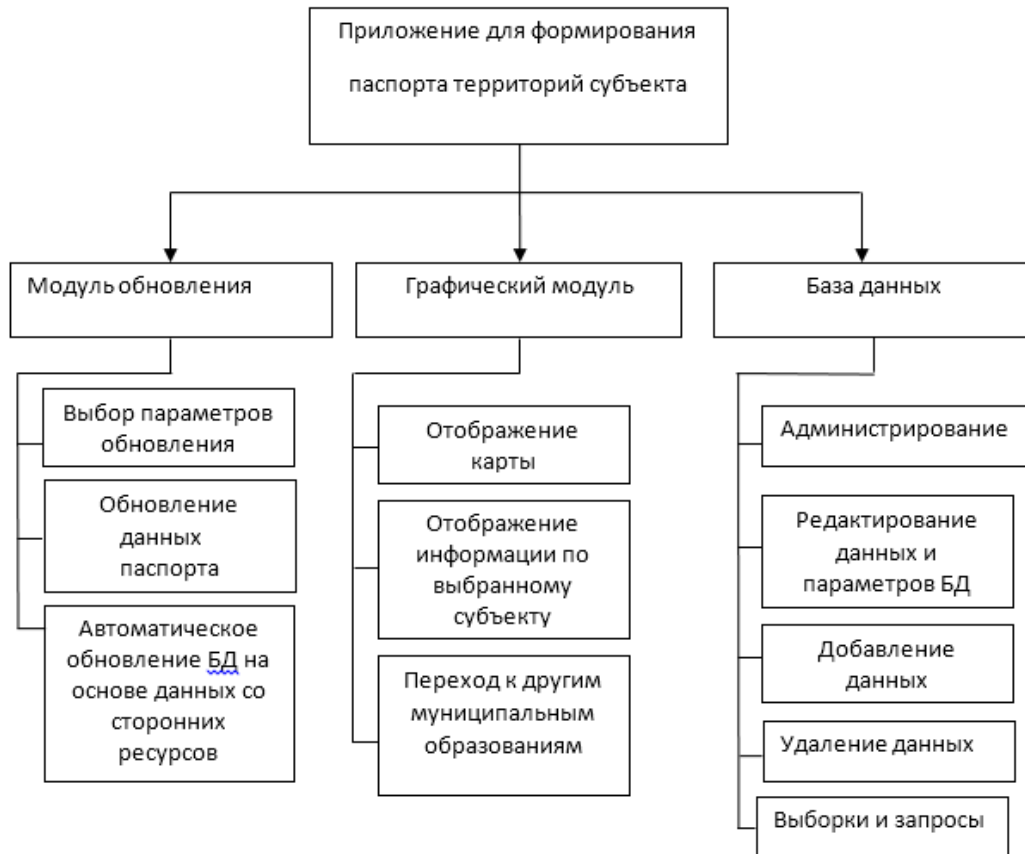 Приложение для формирования
паспорта территорий субъекта
Модуль обновления
Графический модуль
База данных
Выбор параметров
обновления
Обновление
данных
паспорта
Автоматическое
обновление БД на
основе данных со
сторонних
ресурсов
Отображение
карты
Отображение
информации по
выбранному
субъекту
Переход к другим
муниципальным
образованиям
Администрирование
Редактирование
данных и
параметров БД
Добавление
данных
Удаление данных
Выборки и запросы